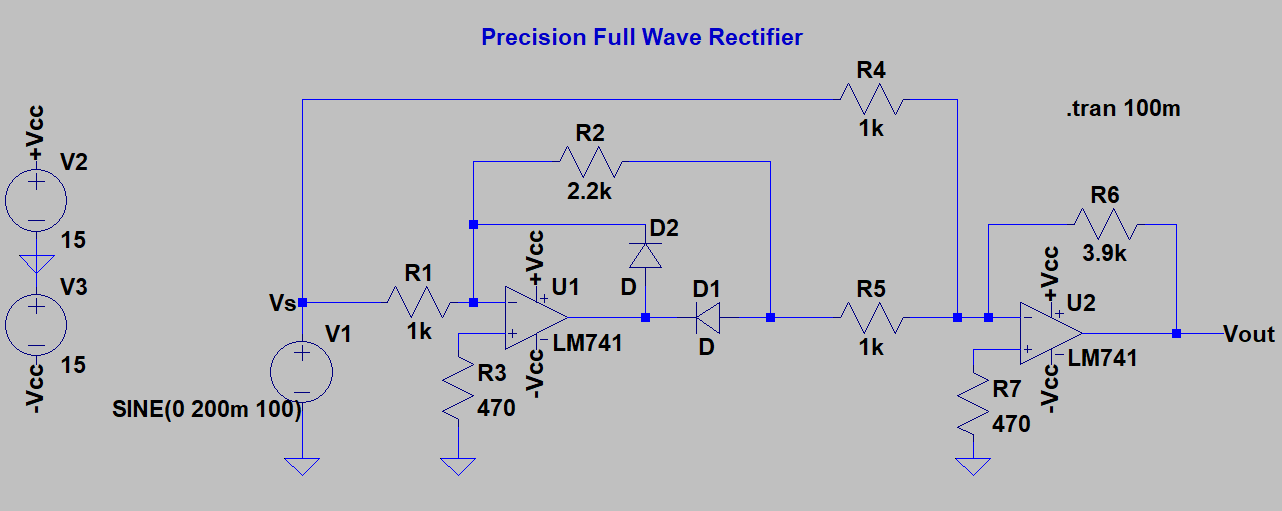 Precision Full Wave Rectifier
R4
1k
.tran 100m
+Vcc
V2
15
V3
15
-Vcc
R2
2.2k
D2
D
+Vcc
U1
LM741
-Vcc
R1
1k
Vs
V1
SINE(0 200m 100)
R3
470
D1
D
R5
1k
R6
3.9k
+Vcc
U2
LM741
-Vcc
Vout
R7
470